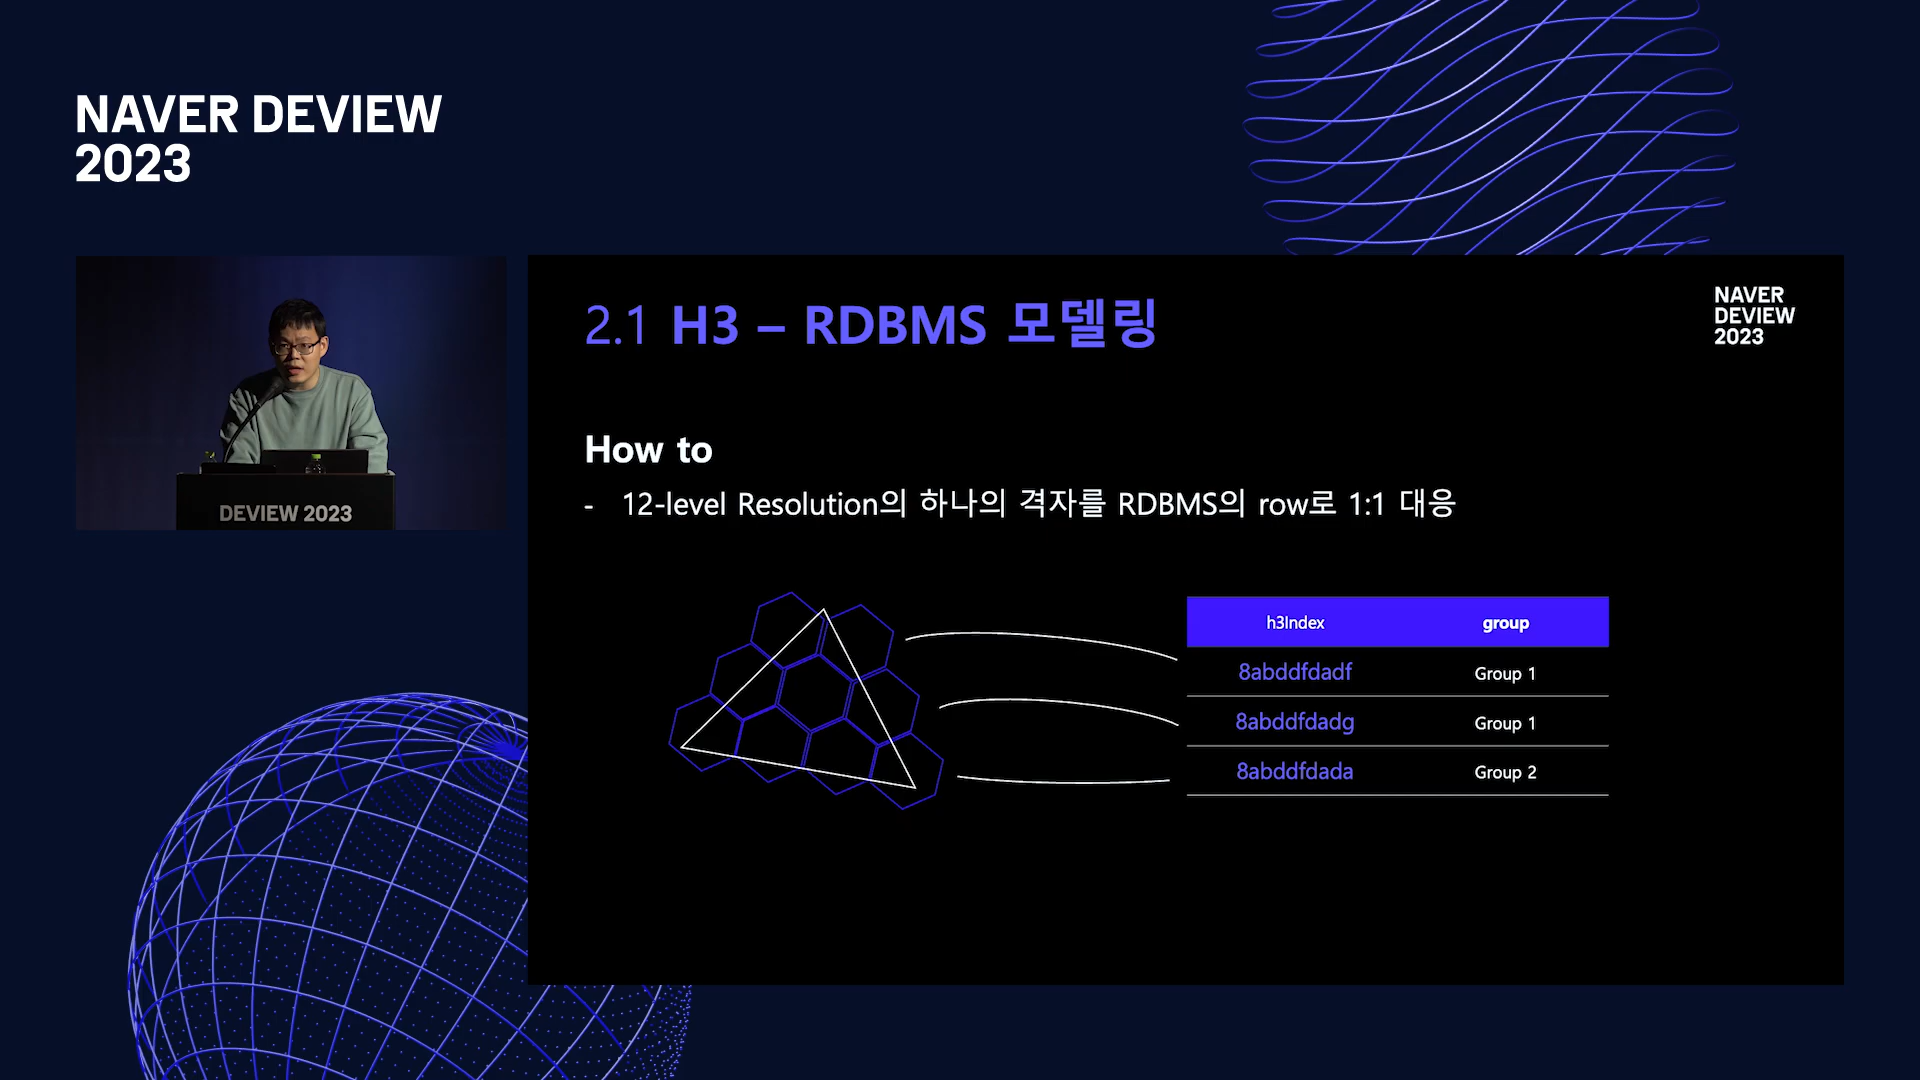 NAVER DEVIEW
2023
DEVIEW 2023
2.1 H3 – RDBMS 모델링
NAVER
DEVIEW
2023
How to
- 12-level Resolution의 하나의 격자를 RDBMS의 row로 1:1 대응
h3Index group
8abddfdadf Group 1
8abddfdadg Group 1
8abddfdada Group 2